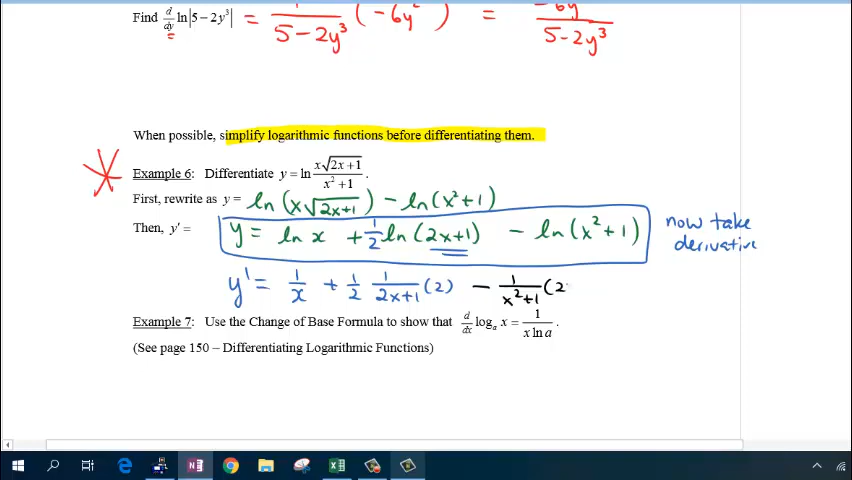 Find d/dy ln|5 − 2y³| = 1/(5-2y³) (-6y²) = -6y²/(5-2y³)
When possible, simplify logarithmic functions before differentiating them.
Example 6: Differentiate y = ln x√(2x+1)/(x²+1).
First, rewrite as y = ln(x√(2x+1)) - ln(x²+1)
Then, y' = y = ln x + 1/2 ln(2x+1) - ln(x²+1) now take derivative
y' = 1/x + 1/2 1/(2x+1) (2) - 1/(x²+1) (2
Example 7: Use the Change of Base Formula to show that d/dx logₐ x = 1/(x ln a).
(See page 150 – Differentiating Logarithmic Functions)